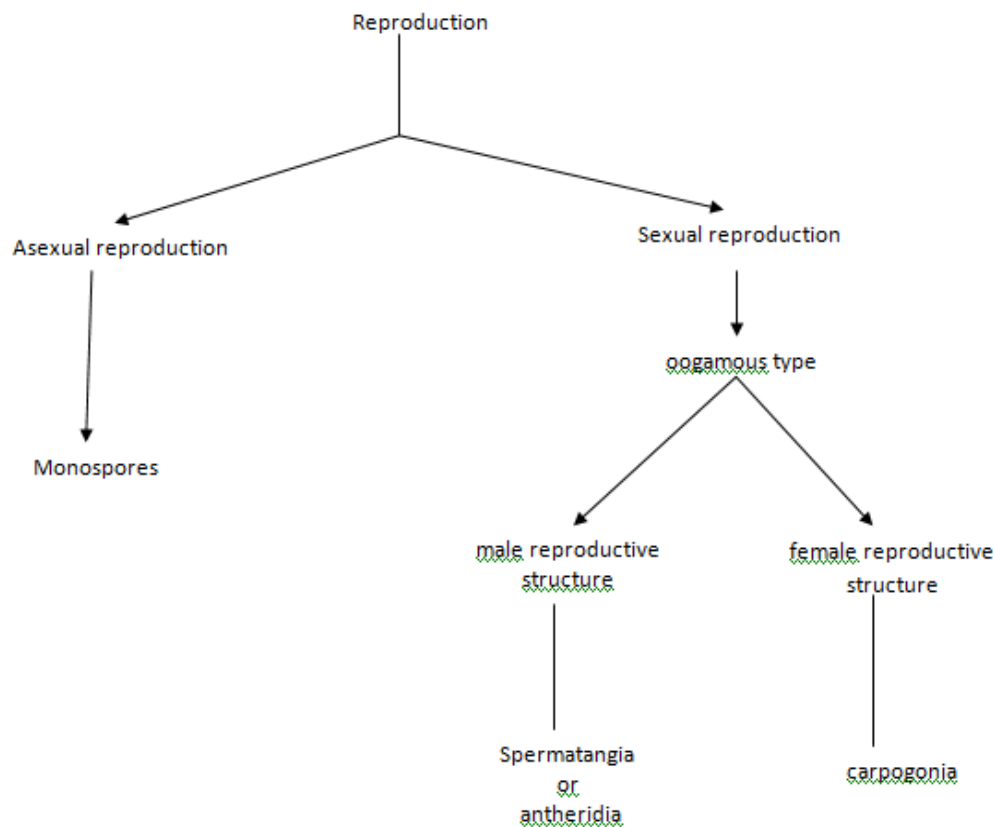 Reproduction
Asexual reproduction
Sexual reproduction
oogamous type
Monospores
male reproductive
structure
female reproductive
structure
Spermatangia
or
antheridia
carpogonia